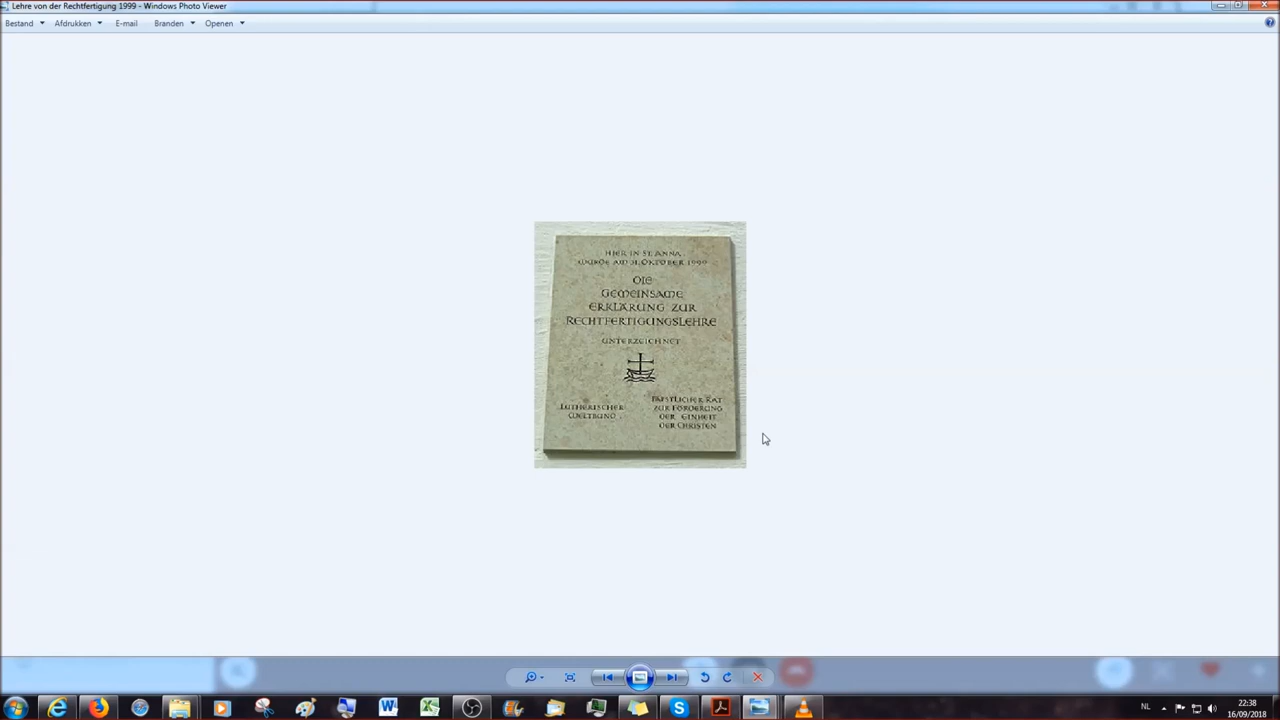 Lehre von der Rechtfertigung 1999 - Windows Photo Viewer
Bestand Afdrukken E-mail Branden Openen
HIER IN ST. ANNA
WURDE AM 31. OKTOBER 1999
DIE
GEMEINSAME
ERKLÄRUNG ZUR
RECHTFERTIGUNGSLEHRE
UNTERZEICHNET
LUTHERISCHER
WELTBUND
PÄPSTLICHER RAT
ZUR FÖRDERUNG
DER EINHEIT
DER CHRISTEN
NL
22:38
16/09/2018